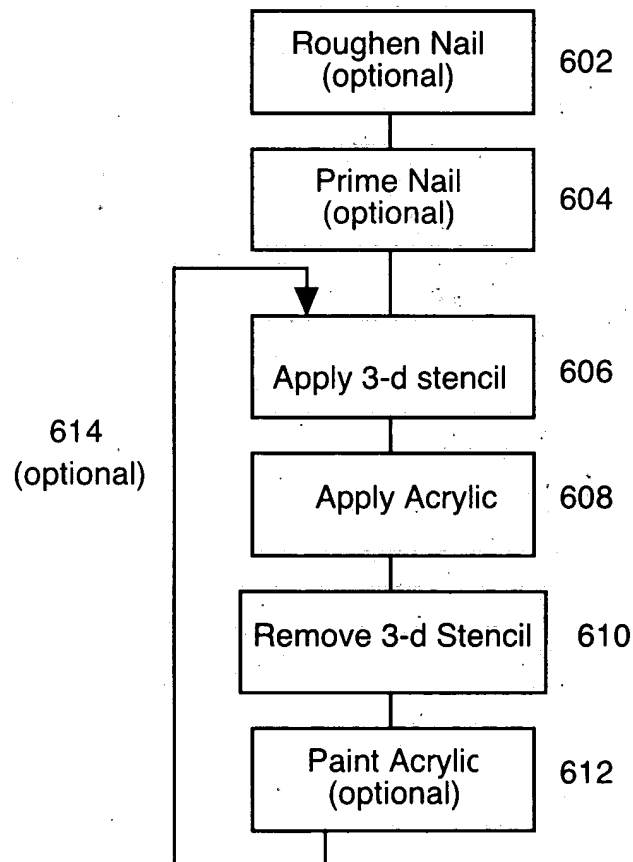 Roughen Nail
(optional)
602
Prime Nail
(optional)
604
Apply 3-d stencil
606
614
(optional)
Apply Acrylic
608
Remove 3-d Stencil
610
Paint Acrylic
(optional)
612